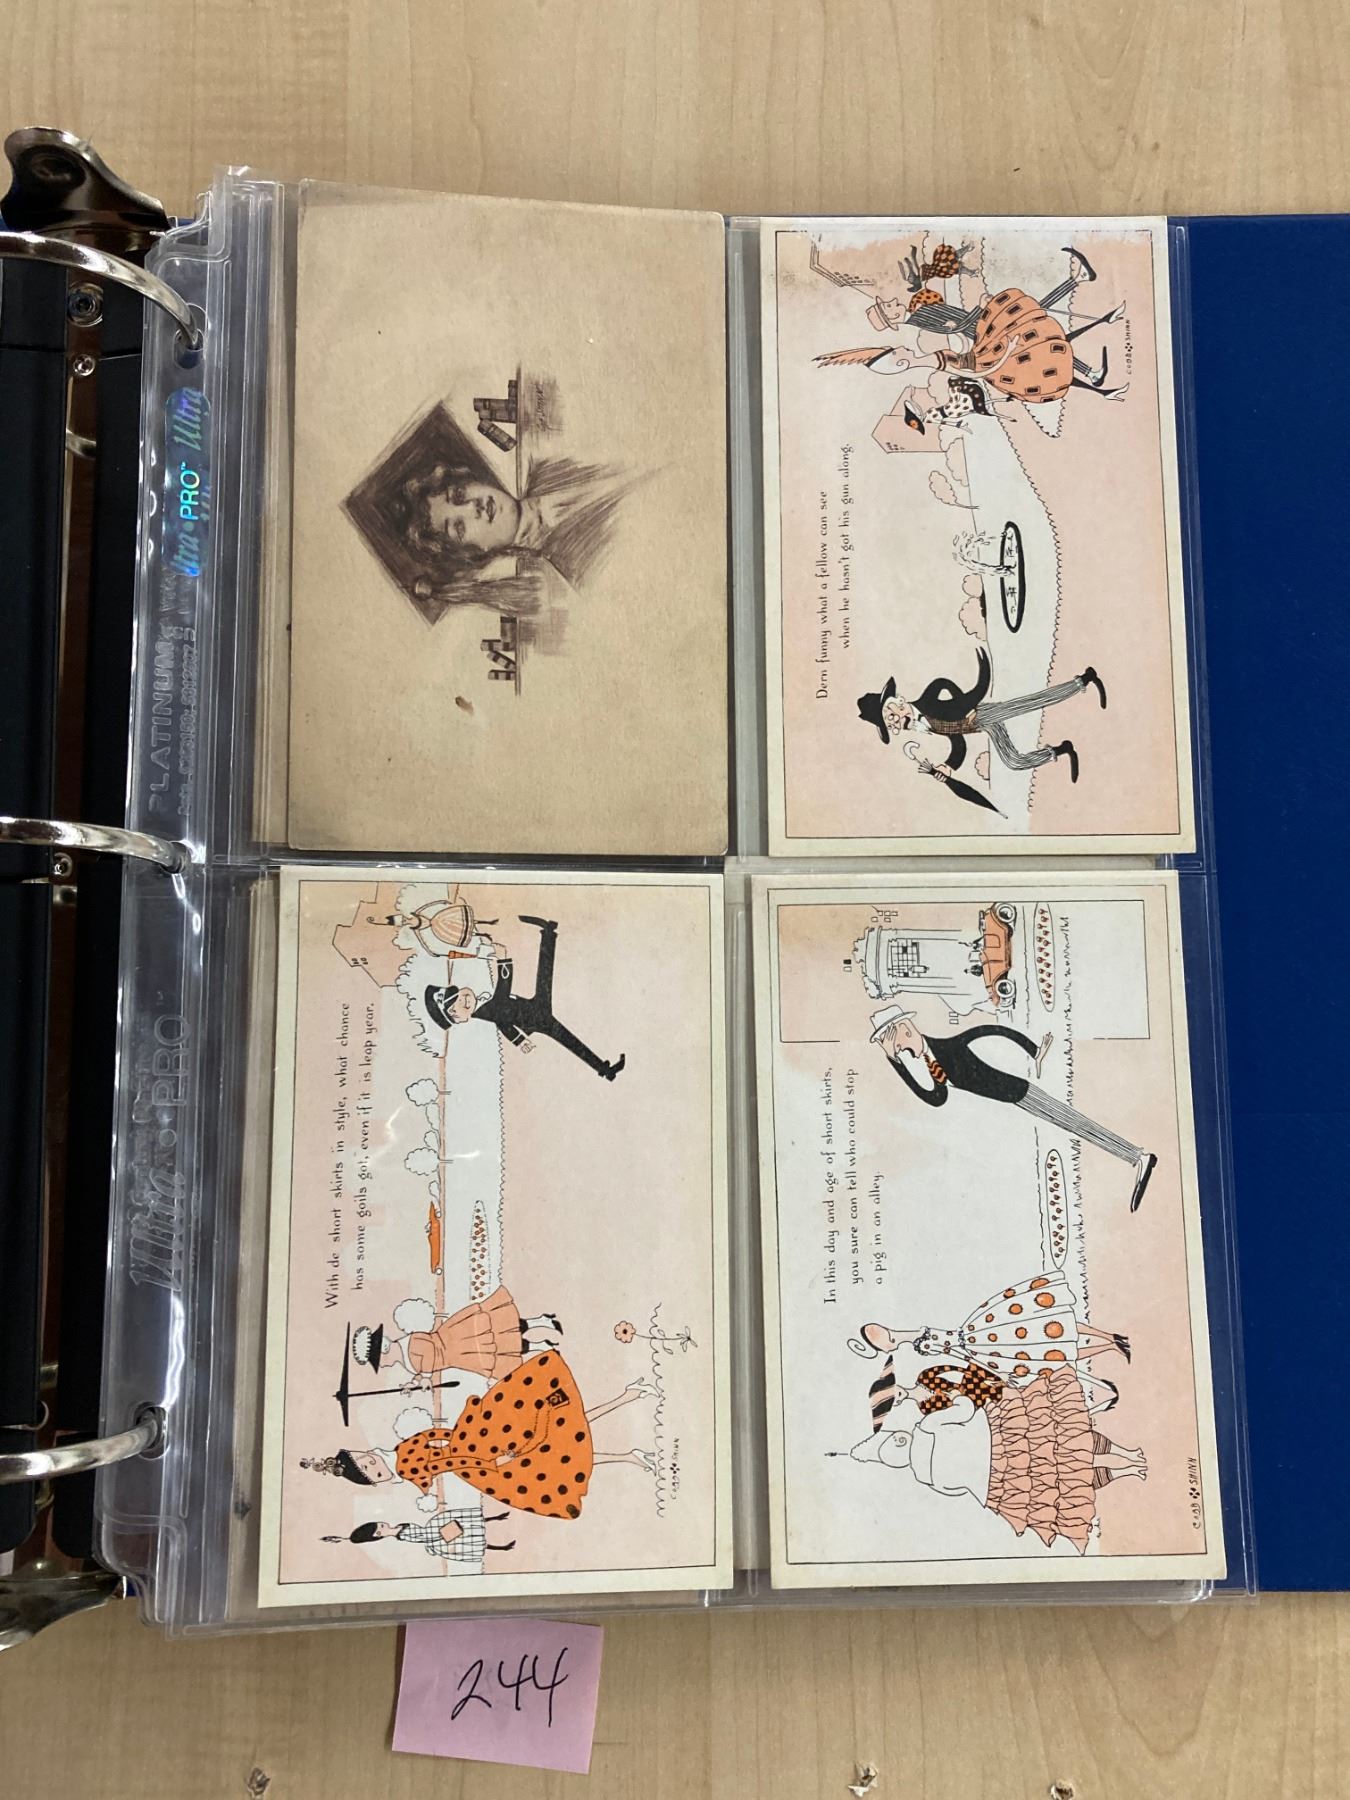 Dern funny what a fellow can see
when he hasn't got his gun along.
COBB SHINN
With de short skirts in style, what chance
has some goils got, even if it is leap year.
COBB SHINN
In this day and age of short skirts,
you sure can tell who could stop
a pig in an alley.
COBB SHINN
Ultra•PRO™ Ultra
PLATINUM
Ultra•PRO
244